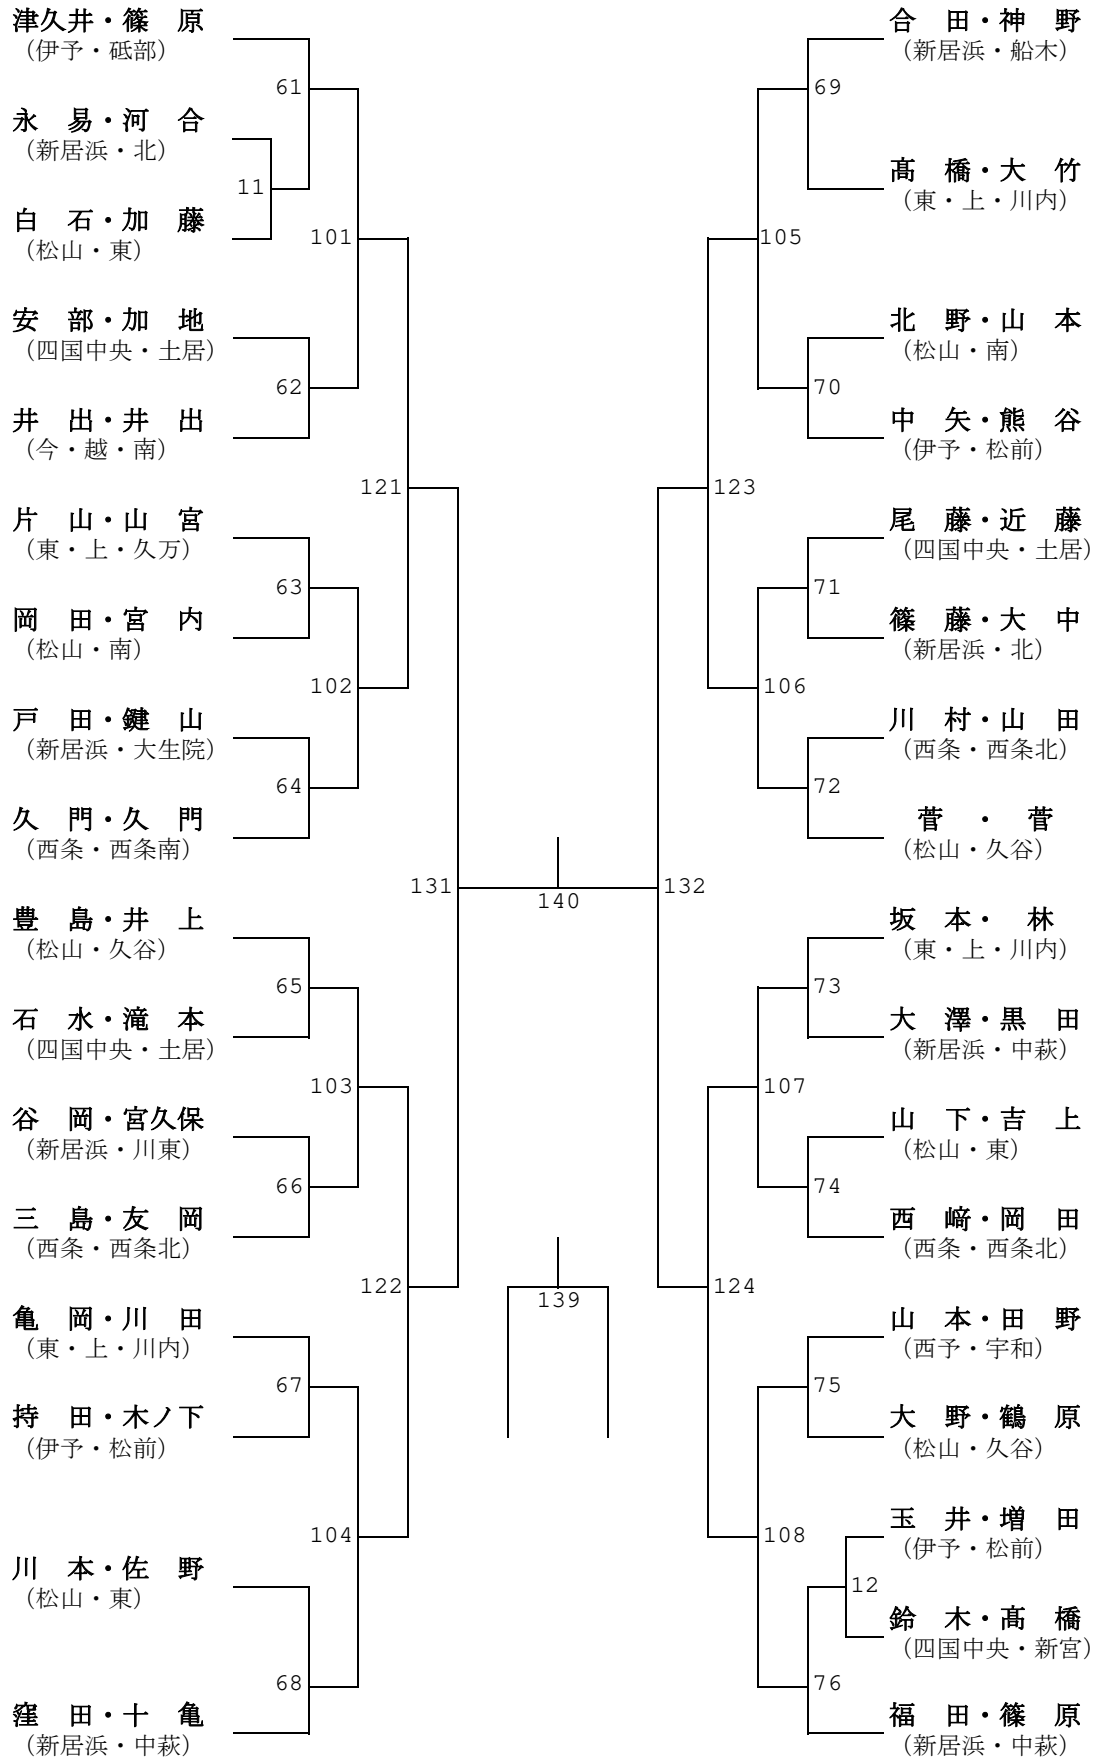 津久井・篠　原
（伊予・砥部）
61
永　易・河　合
（新居浜・北）
11
白　石・加　藤
（松山・東）
101
安　部・加　地
（四国中央・土居）
62
井　出・井　出
（今・越・南）
121
片　山・山　宮
（東・上・久万）
63
岡　田・宮　内
（松山・南）
102
戸　田・鍵　山
（新居浜・大生院）
64
久　門・久　門
（西条・西条南）
131
豊　島・井　上
（松山・久谷）
65
石　水・滝　本
（四国中央・土居）
103
谷　岡・宮久保
（新居浜・川東）
66
三　島・友　岡
（西条・西条北）
122
亀　岡・川　田
（東・上・川内）
67
持　田・木ノ下
（伊予・松前）
104
川　本・佐　野
（松山・東）
68
窪　田・十　亀
（新居浜・中萩）
140
139
合　田・神　野
（新居浜・船木）
69
髙　橋・大　竹
（東・上・川内）
105
北　野・山　本
（松山・南）
70
中　矢・熊　谷
（伊予・松前）
123
尾　藤・近　藤
（四国中央・土居）
71
篠　藤・大　中
（新居浜・北）
106
川　村・山　田
（西条・西条北）
72
菅　・　菅
（松山・久谷）
132
坂　本・　林
（東・上・川内）
73
大　澤・黒　田
（新居浜・中萩）
107
山　下・吉　上
（松山・東）
74
西　﨑・岡　田
（西条・西条北）
124
山　本・田　野
（西予・宇和）
75
大　野・鶴　原
（松山・久谷）
108
玉　井・増　田
（伊予・松前）
12
鈴　木・髙　橋
（四国中央・新宮）
76
福　田・篠　原
（新居浜・中萩）